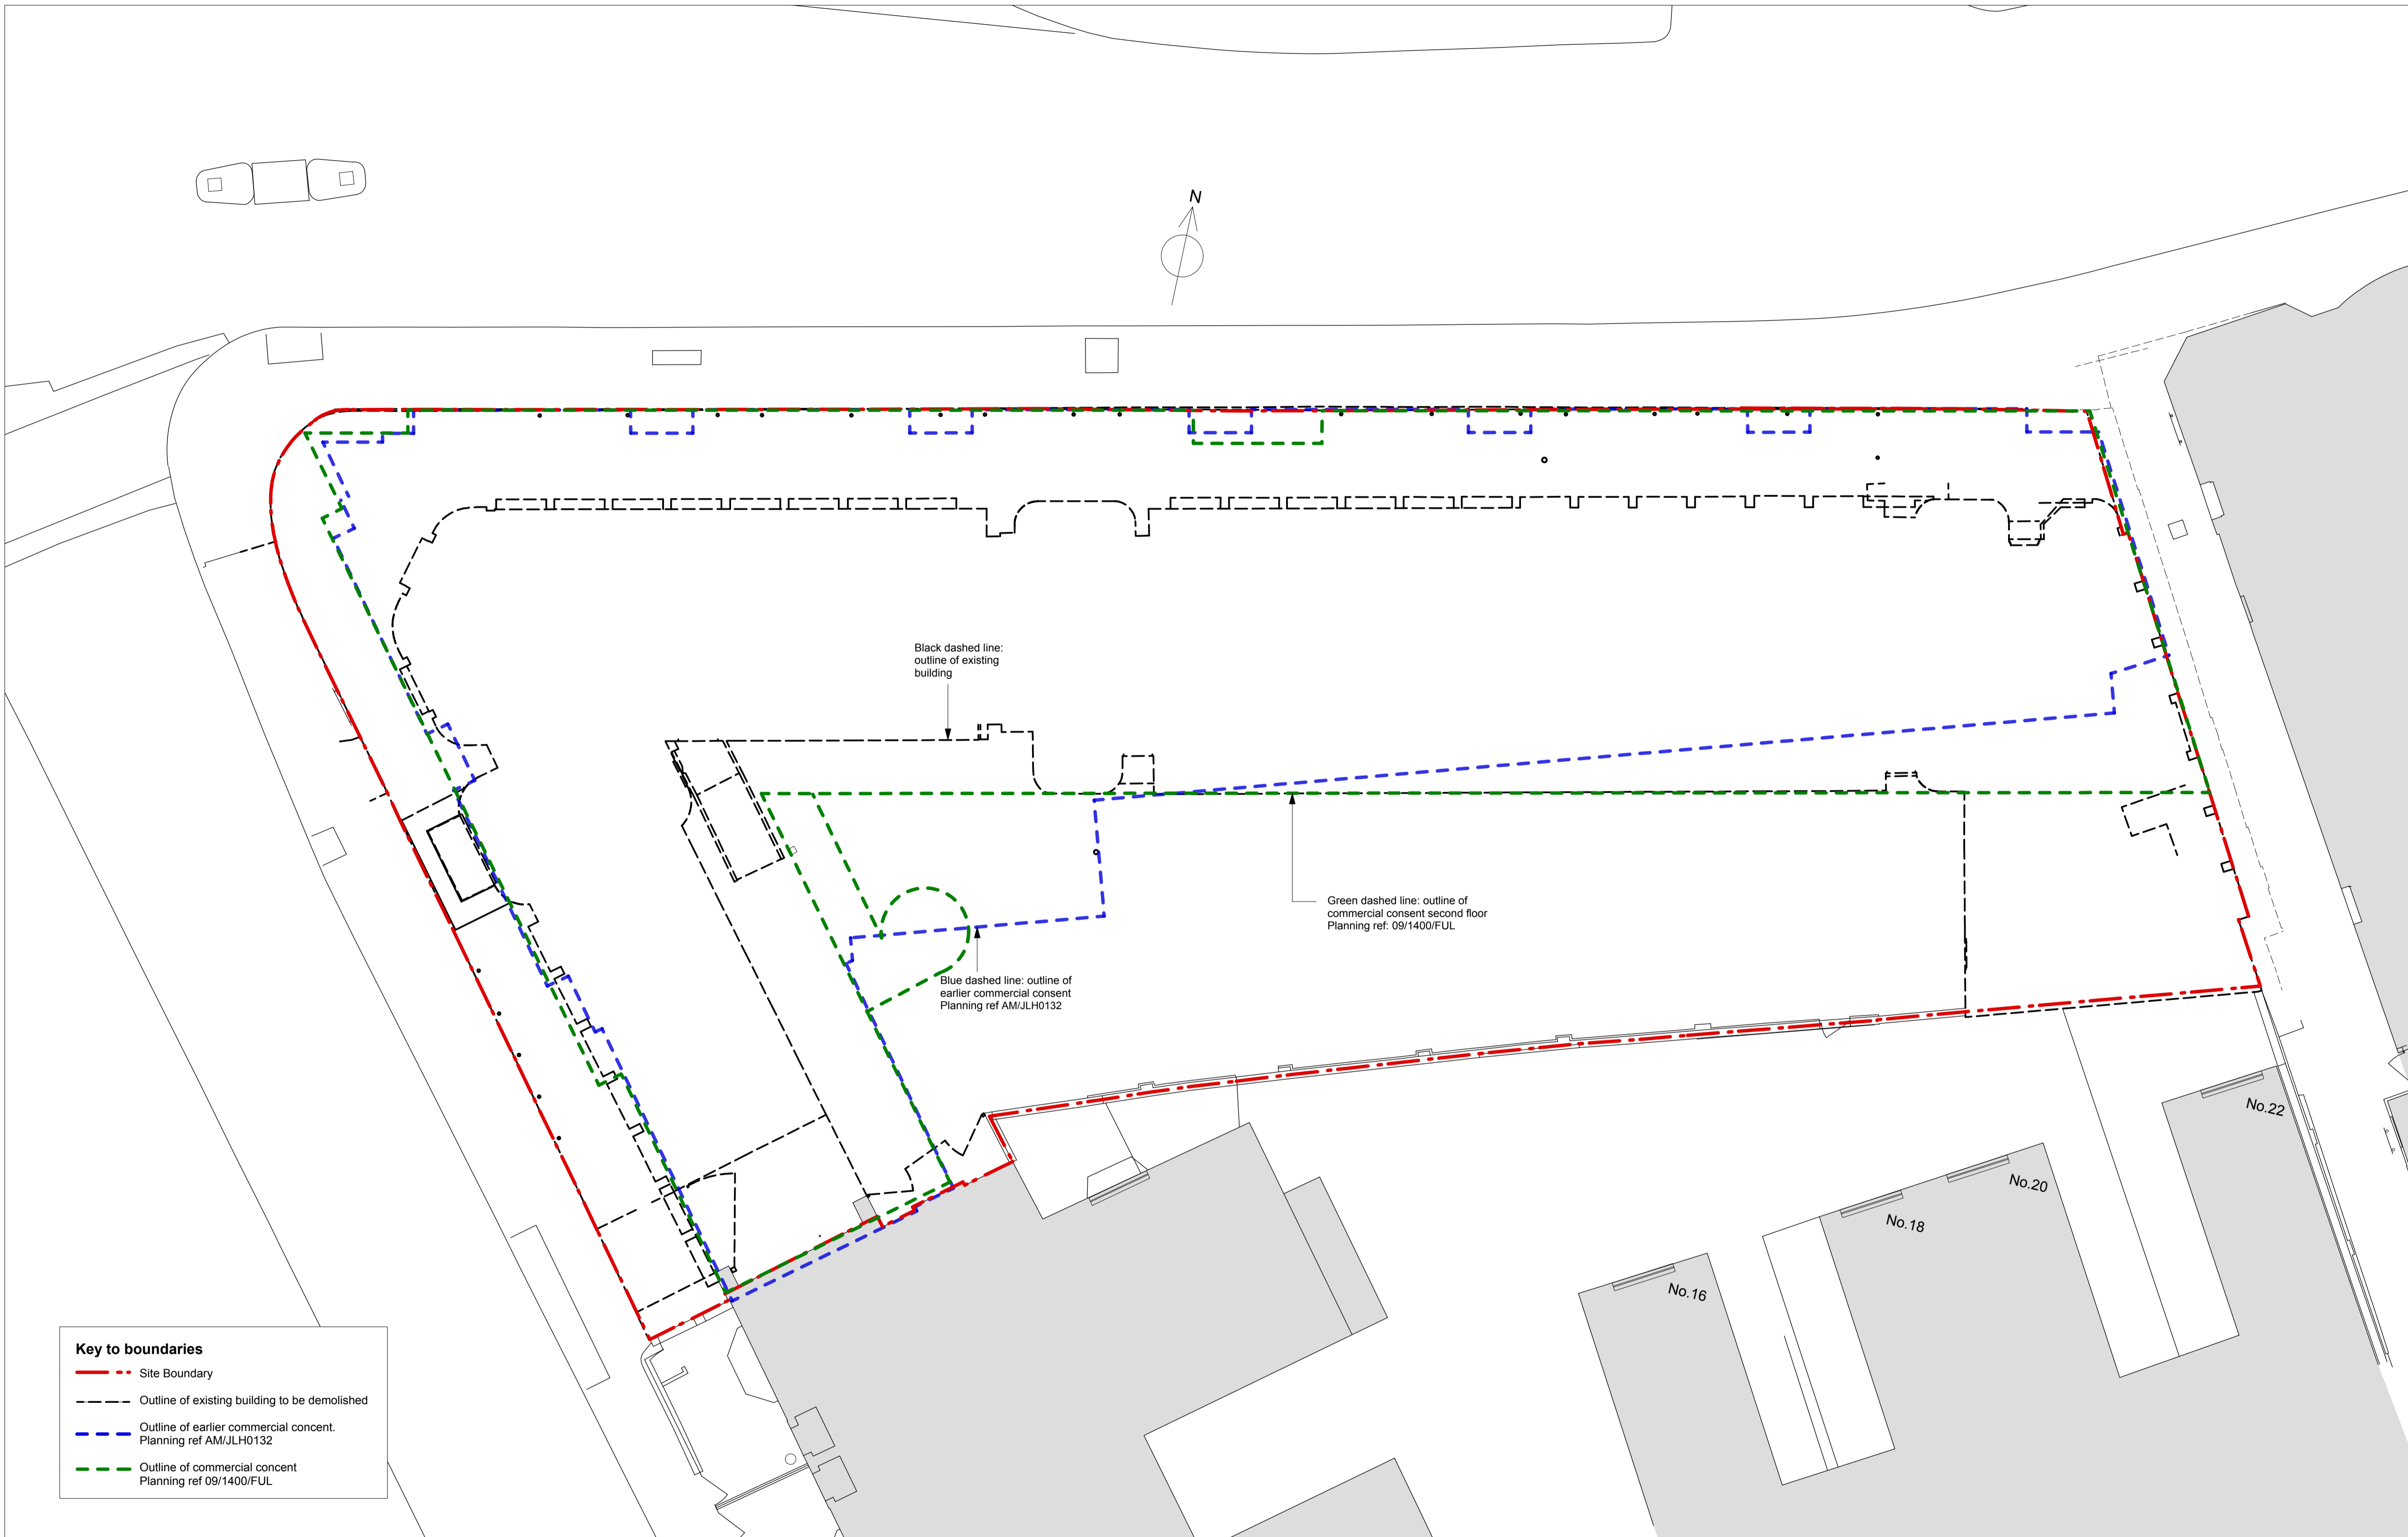 N
Black dashed line:
outline of existing
building
Green dashed line: outline of
commercial consent second floor
Planning ref: 09/1400/FUL
Blue dashed line: outline of
earlier commercial consent
Planning ref AM/JLH0132
No.22
No.20
No.18
No.16
Key to boundaries
Site Boundary
Outline of existing building to be demolished
Outline of earlier commercial concent.
Planning ref AM/JLH0132
Outline of commercial concent
Planning ref 09/1400/FUL